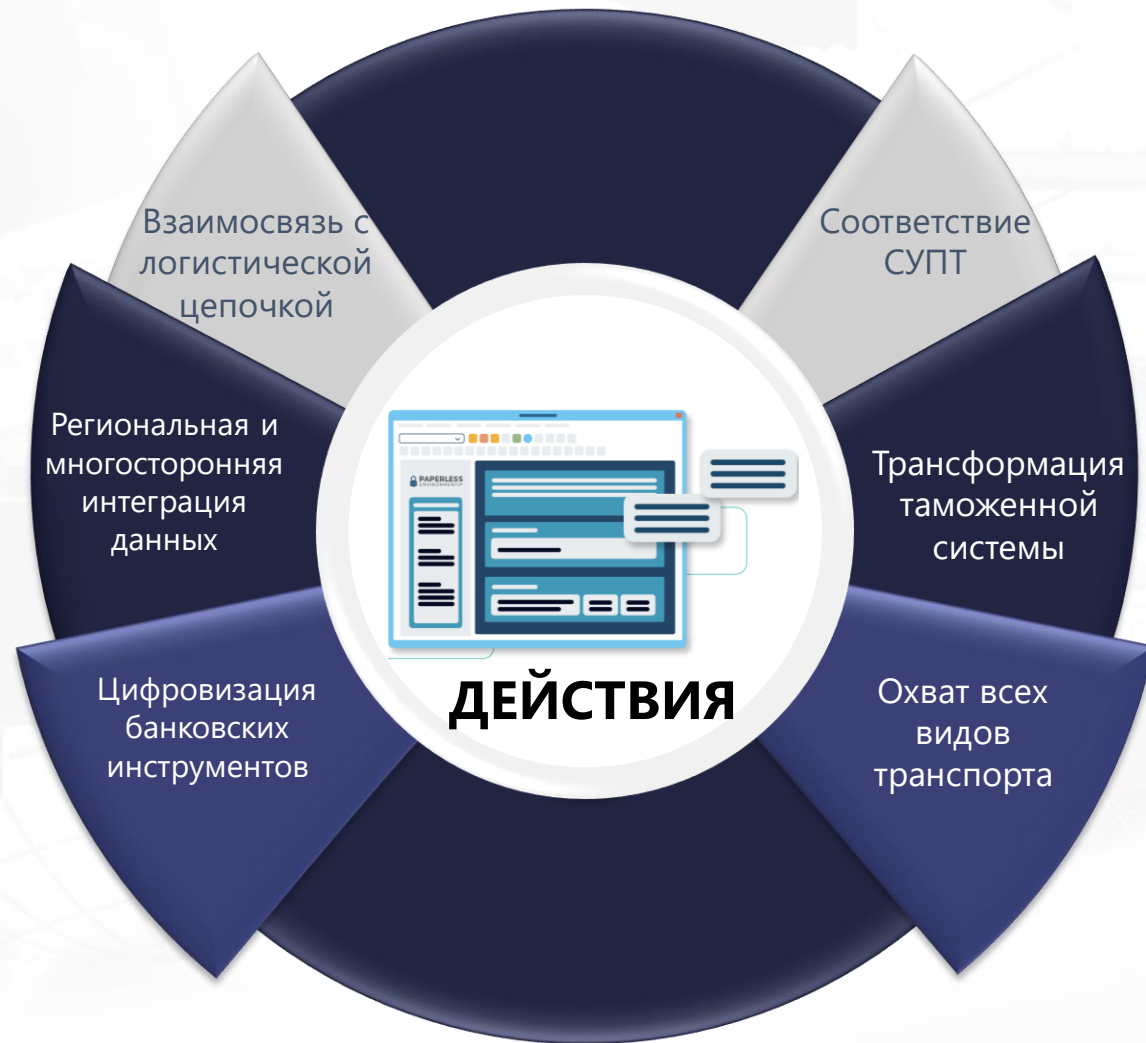 Взаимосвязь с
логистической
цепочкой
Соответствие
СУПТ
Региональная и
многосторонняя
интеграция
данных
Трансформация
таможенной
системы
PAPERLESS
ENVIRONMENTS
ДЕЙСТВИЯ
Цифровизация
банковских
инструментов
Охват всех
видов
транспорта